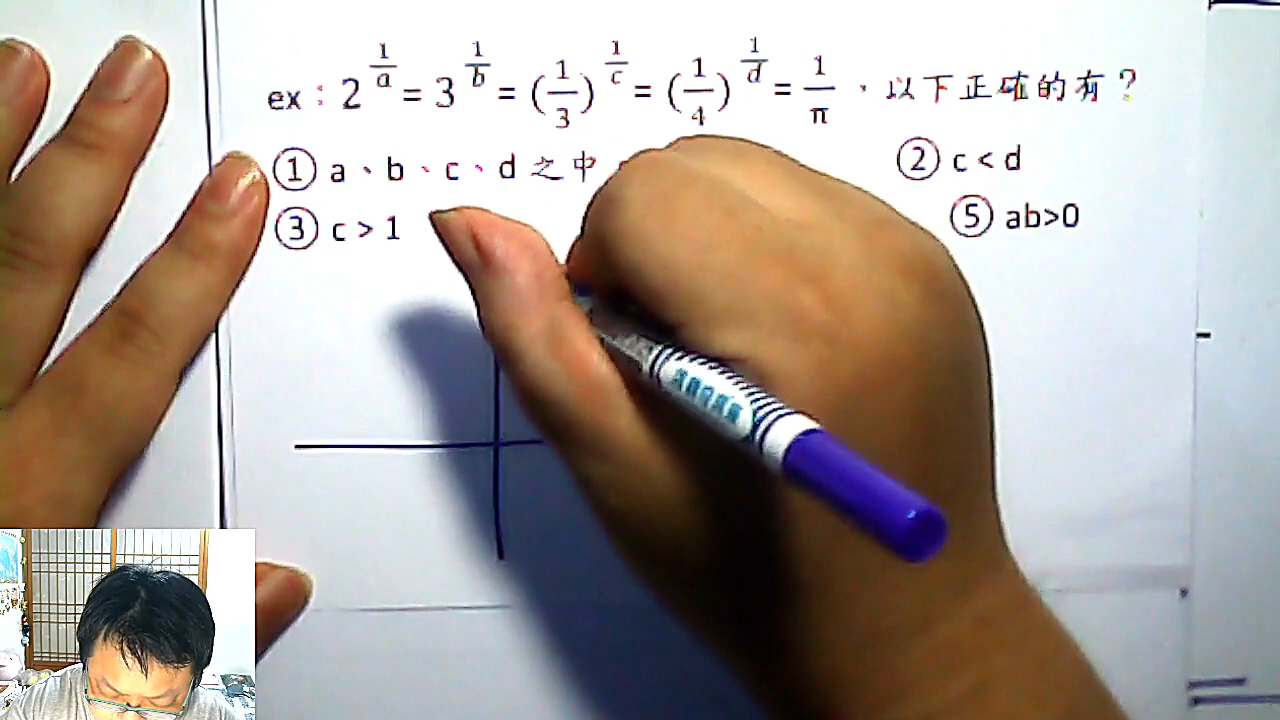 ex：2^(1/a) = 3^(1/b) = (1/3)^(1/c) = (1/4)^(1/d) = 1/π，以下正確的有？
① a、b、c、d 之中 ② c < d
③ c > 1 ⑤ ab>0